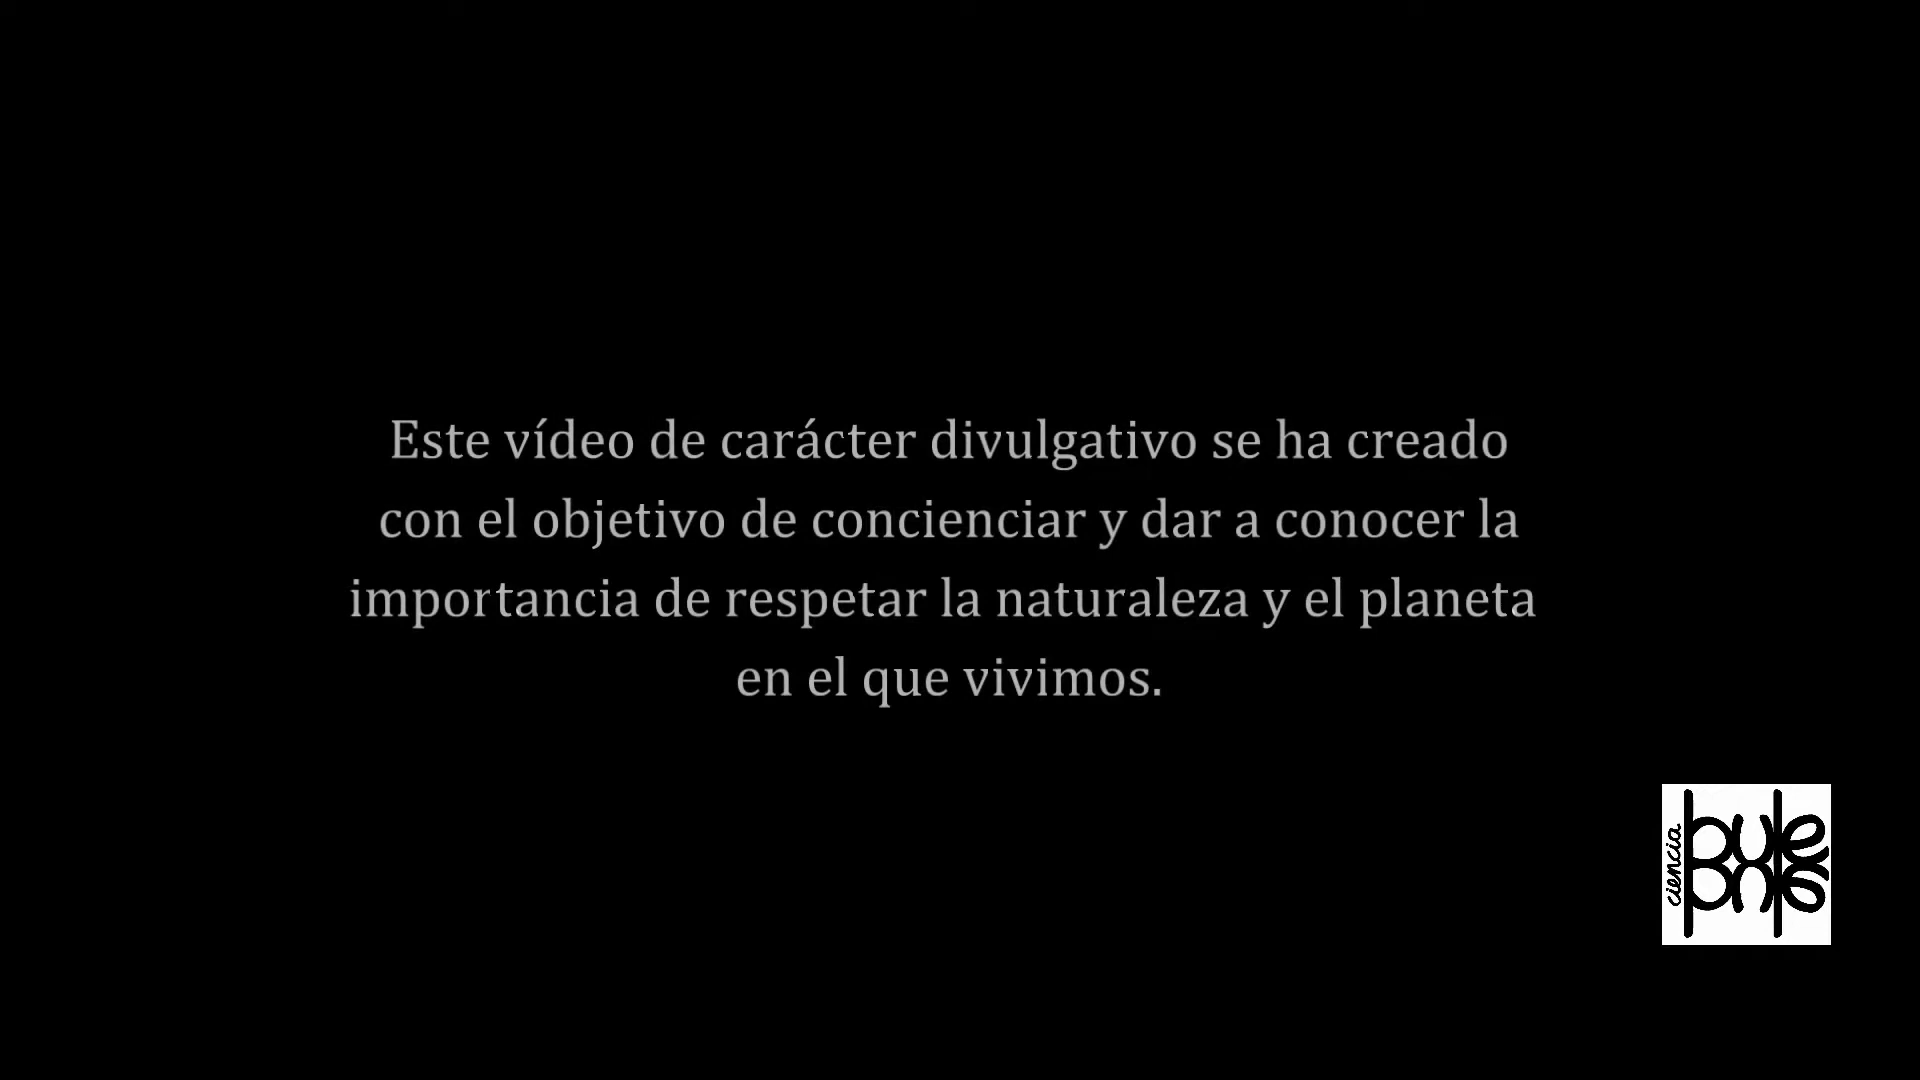 Este vídeo de carácter divulgativo se ha creado
con el objetivo de concienciar y dar a conocer la
importancia de respetar la naturaleza y el planeta
en el que vivimos.
ciencia
bule